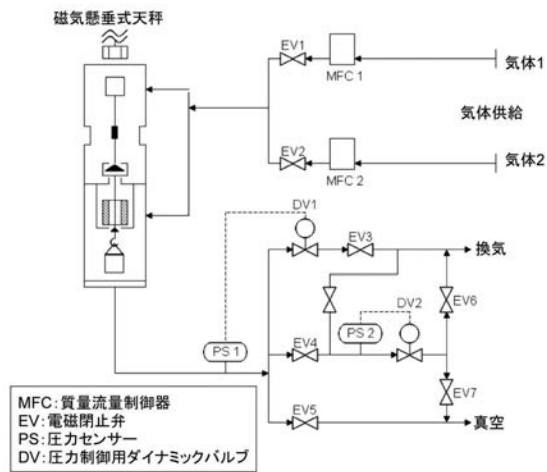 磁気懸垂式天秤
EV1
MFC 1
気体1
気体供給
EV2
MFC 2
気体2
DV1
EV3
換気
PS 1
EV4
PS 2
DV2
EV6
EV5
EV7
真空
MFC:質量流量制御器
EV:電磁閉止弁
PS:圧力センサー
DV:圧力制御用ダイナミックバルブ